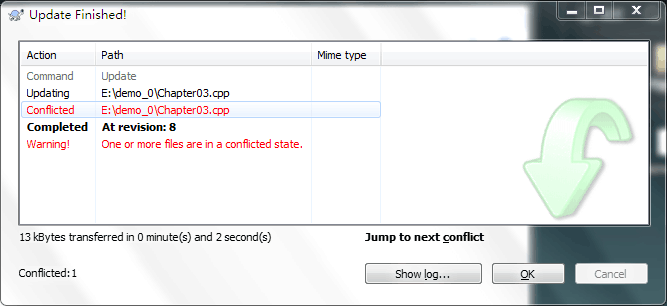 Update Finished!
Action Path Mime type
Command Update
Updating E:\demo_0\Chapter03.cpp
Conflicted E:\demo_0\Chapter03.cpp
Completed At revision: 8
Warning! One or more files are in a conflicted state.
13 kBytes transferred in 0 minute(s) and 2 second(s) Jump to next conflict
Conflicted:1 Show log... OK Cancel